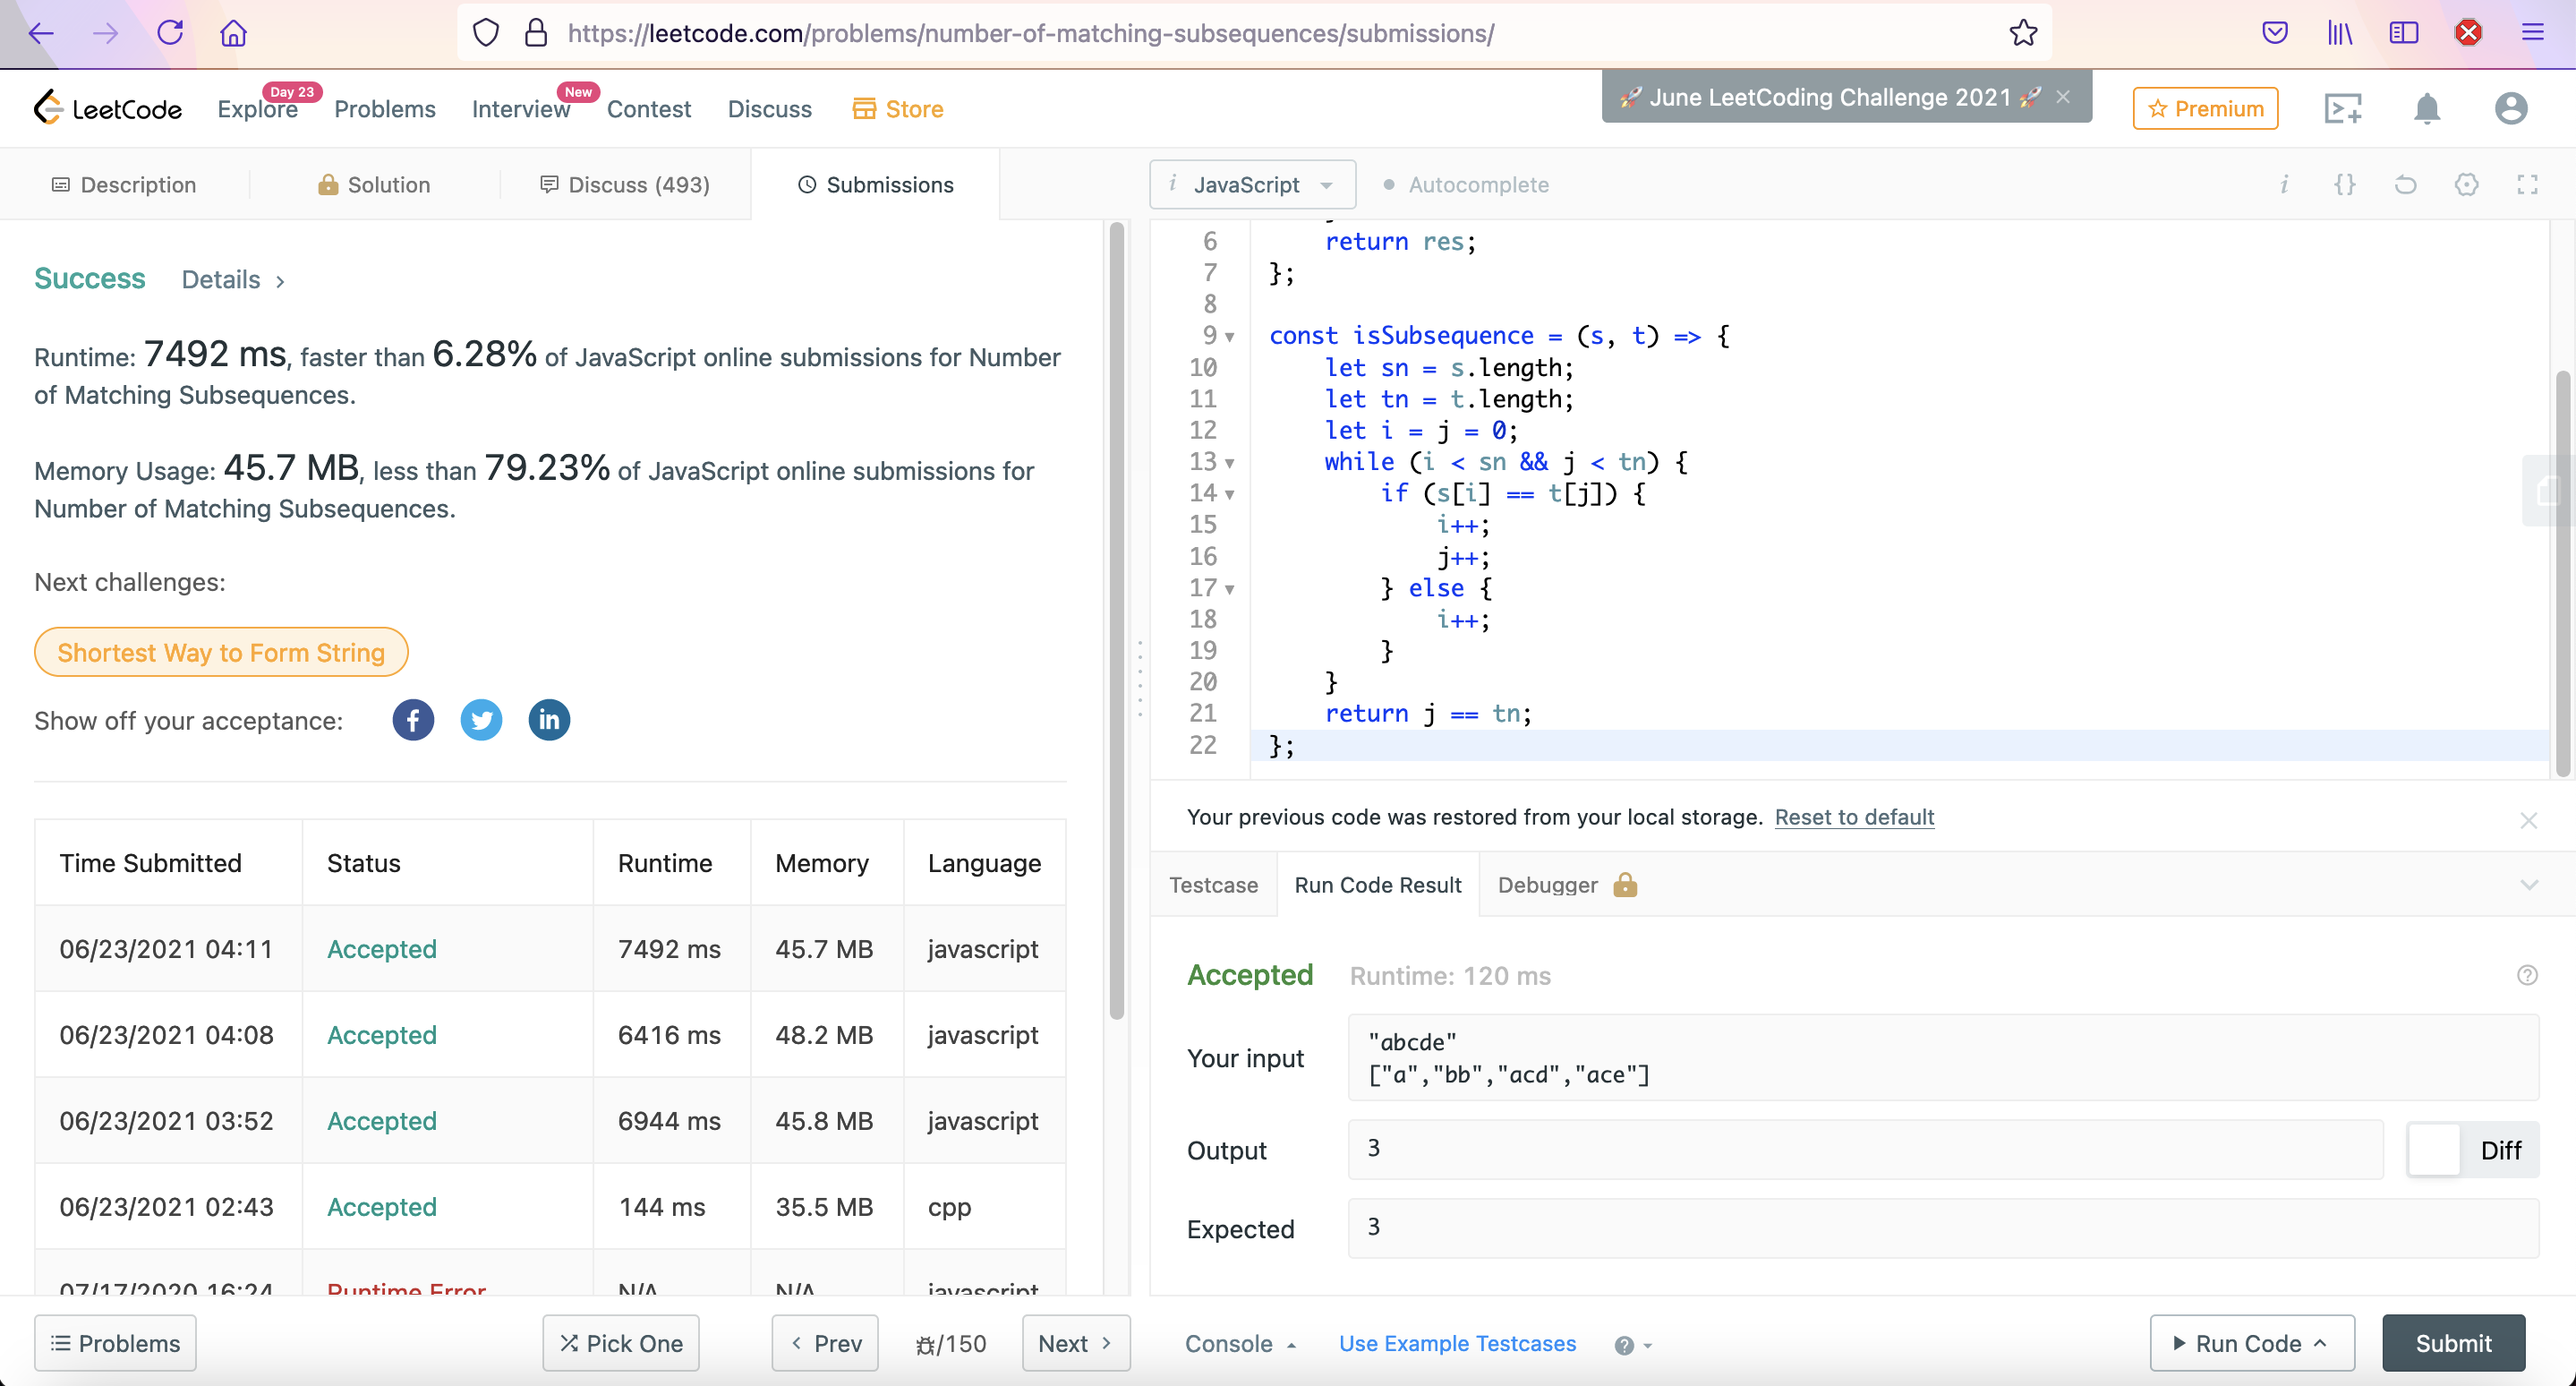 https://leetcode.com/problems/number-of-matching-subsequences/submissions/
LeetCode
Explore
Day 23
Problems
Interview
New
Contest
Discuss
Store
🚀 June LeetCoding Challenge 2021 🚀
Premium
Description
Solution
Discuss (493)
Submissions
Success Details >
Runtime: 7492 ms, faster than 6.28% of JavaScript online submissions for Number
of Matching Subsequences.
Memory Usage: 45.7 MB, less than 79.23% of JavaScript online submissions for
Number of Matching Subsequences.
Next challenges:
Shortest Way to Form String
Show off your acceptance:
Time Submitted Status Runtime Memory Language
06/23/2021 04:11 Accepted 7492 ms 45.7 MB javascript
06/23/2021 04:08 Accepted 6416 ms 48.2 MB javascript
06/23/2021 03:52 Accepted 6944 ms 45.8 MB javascript
06/23/2021 02:43 Accepted 144 ms 35.5 MB cpp
07/17/2020 16:24 Runtime Error N/A N/A javascript
Problems
Pick One
< Prev
/150
Next >
i JavaScript
Autocomplete
i {}
6     return res;
7 };
8
9 const isSubsequence = (s, t) => {
10     let sn = s.length;
11     let tn = t.length;
12     let i = j = 0;
13     while (i < sn && j < tn) {
14         if (s[i] == t[j]) {
15             i++;
16             j++;
17         } else {
18             i++;
19         }
20     }
21     return j == tn;
22 };
Your previous code was restored from your local storage. Reset to default
Testcase
Run Code Result
Debugger
Accepted Runtime: 120 ms
Your input
"abcde"
["a","bb","acd","ace"]
Output
3
Diff
Expected
3
Console
Use Example Testcases
Run Code
Submit